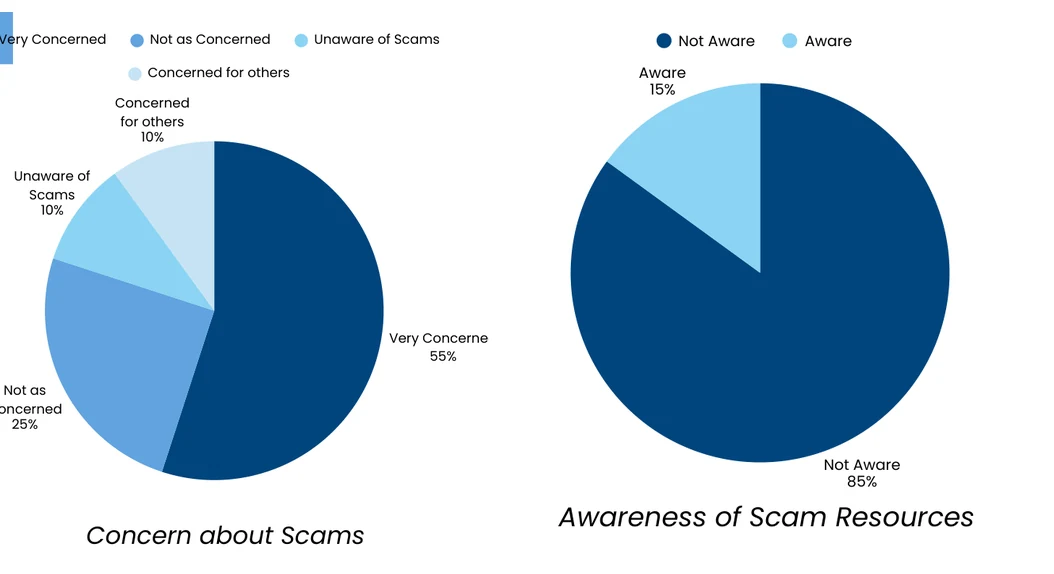 Very Concerned
Not as Concerned
Unaware of Scams
Concerned for others
Concerned
for others
10%
Unaware of
Scams
10%
Very Concerne
55%
Not as
oncerned
25%
Concern about Scams
Not Aware
Aware
Aware
15%
Not Aware
85%
Awareness of Scam Resources